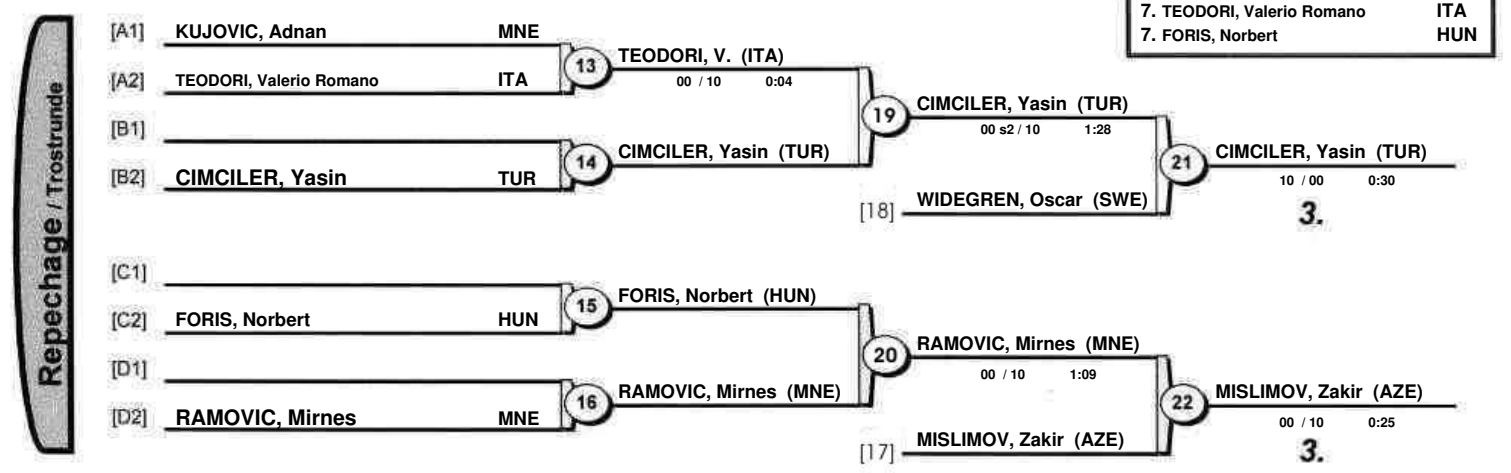 7. TEODORI, Valerio Romano ITA
7. FORIS, Norbert HUN
Repechage / Trostrunde
[A1] KUJOVIC, Adnan MNE
[A2] TEODORI, Valerio Romano ITA
13 TEODORI, V. (ITA)
00 / 10 0:04
[B1]
[B2] CIMCILER, Yasin TUR
14 CIMCILER, Yasin (TUR)
19 CIMCILER, Yasin (TUR)
00 s2 / 10 1:28
[18] WIDEGREN, Oscar (SWE)
21 CIMCILER, Yasin (TUR)
10 / 00 0:30
3.
[C1]
[C2] FORIS, Norbert HUN
15 FORIS, Norbert (HUN)
[D1]
[D2] RAMOVIC, Mirnes MNE
16 RAMOVIC, Mirnes (MNE)
20 RAMOVIC, Mirnes (MNE)
00 / 10 1:09
[17] MISLIMOV, Zakir (AZE)
22 MISLIMOV, Zakir (AZE)
00 / 10 0:25
3.